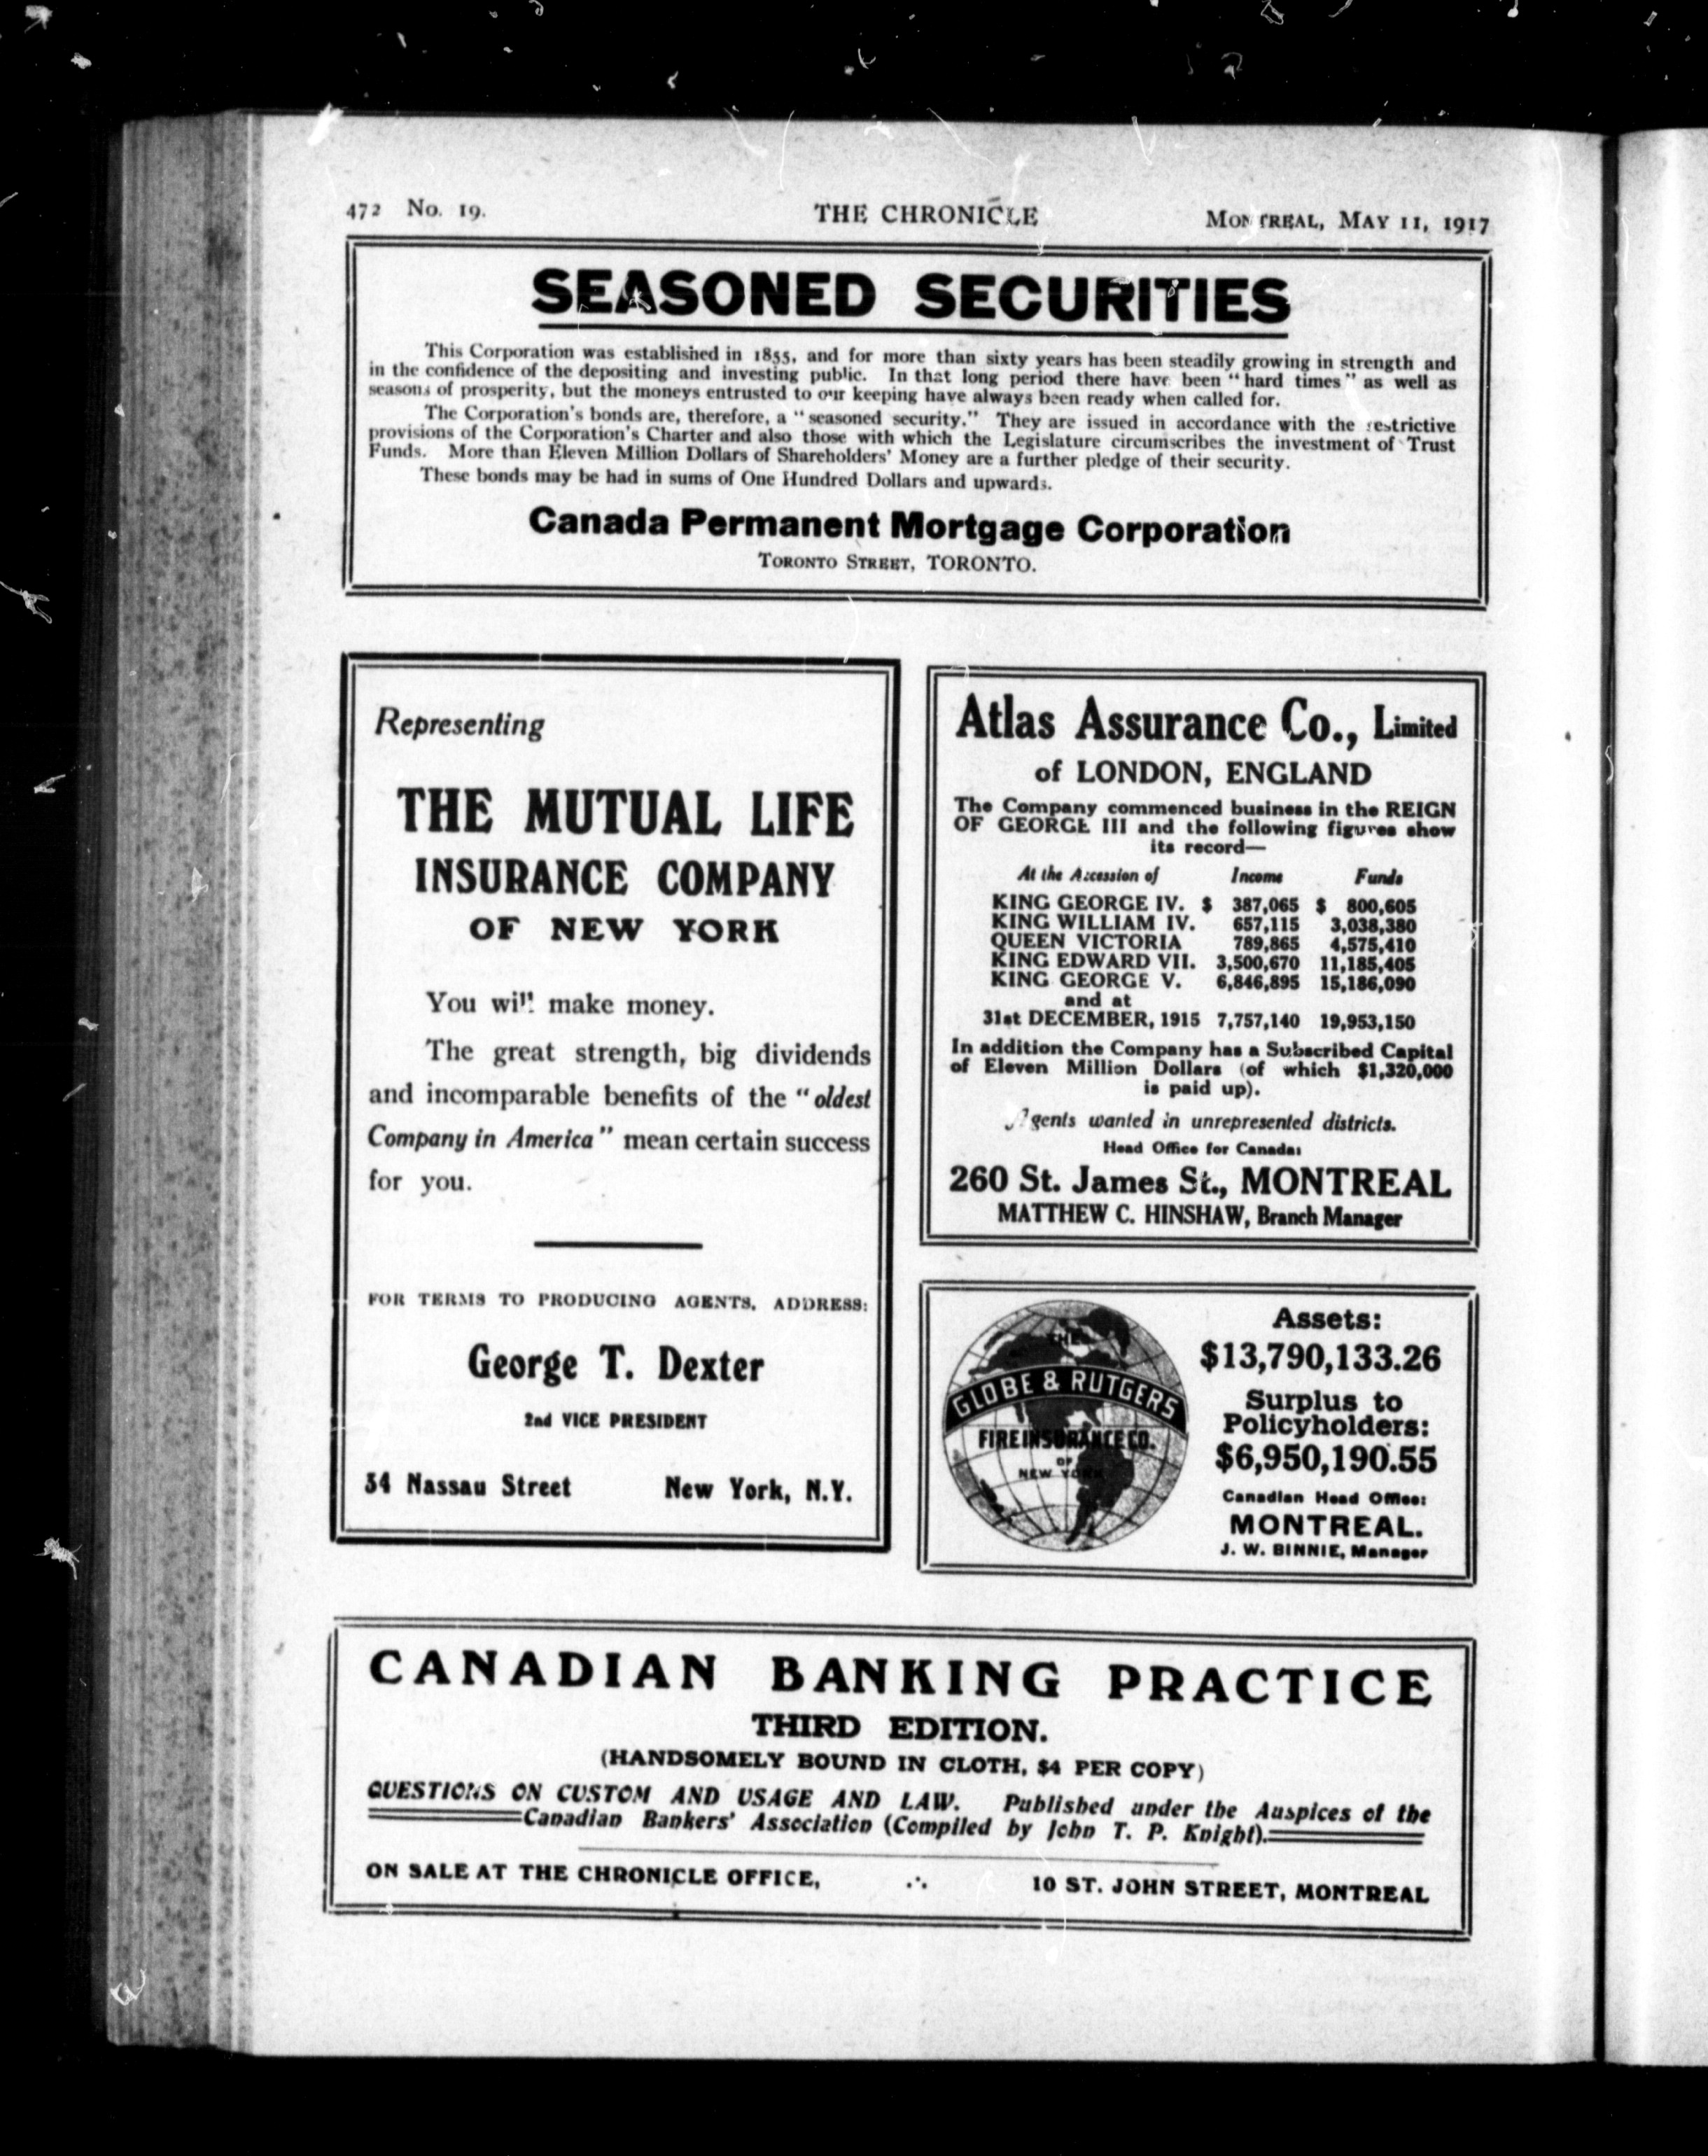 472 No. 19. THE CHRONICLE MONTREAL, MAY 11, 1917
SEASONED SECURITIES
This Corporation was established in 1855, and for more than sixty years has been steadily growing in strength and
in the confidence of the depositing and investing public. In that long period there have been "hard times" as well as
seasons of prosperity, but the moneys entrusted to our keeping have always been ready when called for.
The Corporation's bonds are, therefore, a "seasoned security." They are issued in accordance with the restrictive
provisions of the Corporation's Charter and also those with which the Legislature circumscribes the investment of Trust
Funds. More than Eleven Million Dollars of Shareholders' Money are a further pledge of their security.
These bonds may be had in sums of One Hundred Dollars and upwards.
Canada Permanent Mortgage Corporation
TORONTO STREET, TORONTO.
Representing
THE MUTUAL LIFE
INSURANCE COMPANY
OF NEW YORK
You will make money.
The great strength, big dividends
and incomparable benefits of the "oldest
Company in America" mean certain success
for you.
FOR TERMS TO PRODUCING AGENTS, ADDRESS:
George T. Dexter
2nd VICE PRESIDENT
34 Nassau Street New York, N.Y.
Atlas Assurance Co., Limited
of LONDON, ENGLAND
The Company commenced business in the REIGN
OF GEORGE III and the following figures show
its record—
At the Accession of Income Funds
KING GEORGE IV. $ 387,065 $ 800,605
KING WILLIAM IV. 657,115 3,038,380
QUEEN VICTORIA 789,865 4,575,410
KING EDWARD VII. 3,500,670 11,185,405
KING GEORGE V. 6,846,895 15,186,090
and at
31st DECEMBER, 1915 7,757,140 19,953,150
In addition the Company has a Subscribed Capital
of Eleven Million Dollars (of which $1,320,000
is paid up).
Agents wanted in unrepresented districts.
Head Office for Canada:
260 St. James St., MONTREAL
MATTHEW C. HINSHAW, Branch Manager
THE
GLOBE & RUTGERS
FIRE INSURANCE CO.
OF
NEW YORK
Assets:
$13,790,133.26
Surplus to
Policyholders:
$6,950,190.55
Canadian Head Office:
MONTREAL.
J. W. BINNIE, Manager
CANADIAN BANKING PRACTICE
THIRD EDITION.
(HANDSOMELY BOUND IN CLOTH, $4 PER COPY)
QUESTIONS ON CUSTOM AND USAGE AND LAW. Published under the Auspices of the
Canadian Bankers' Association (Compiled by John T. P. Knight).
ON SALE AT THE CHRONICLE OFFICE, ∴ 10 ST. JOHN STREET, MONTREAL